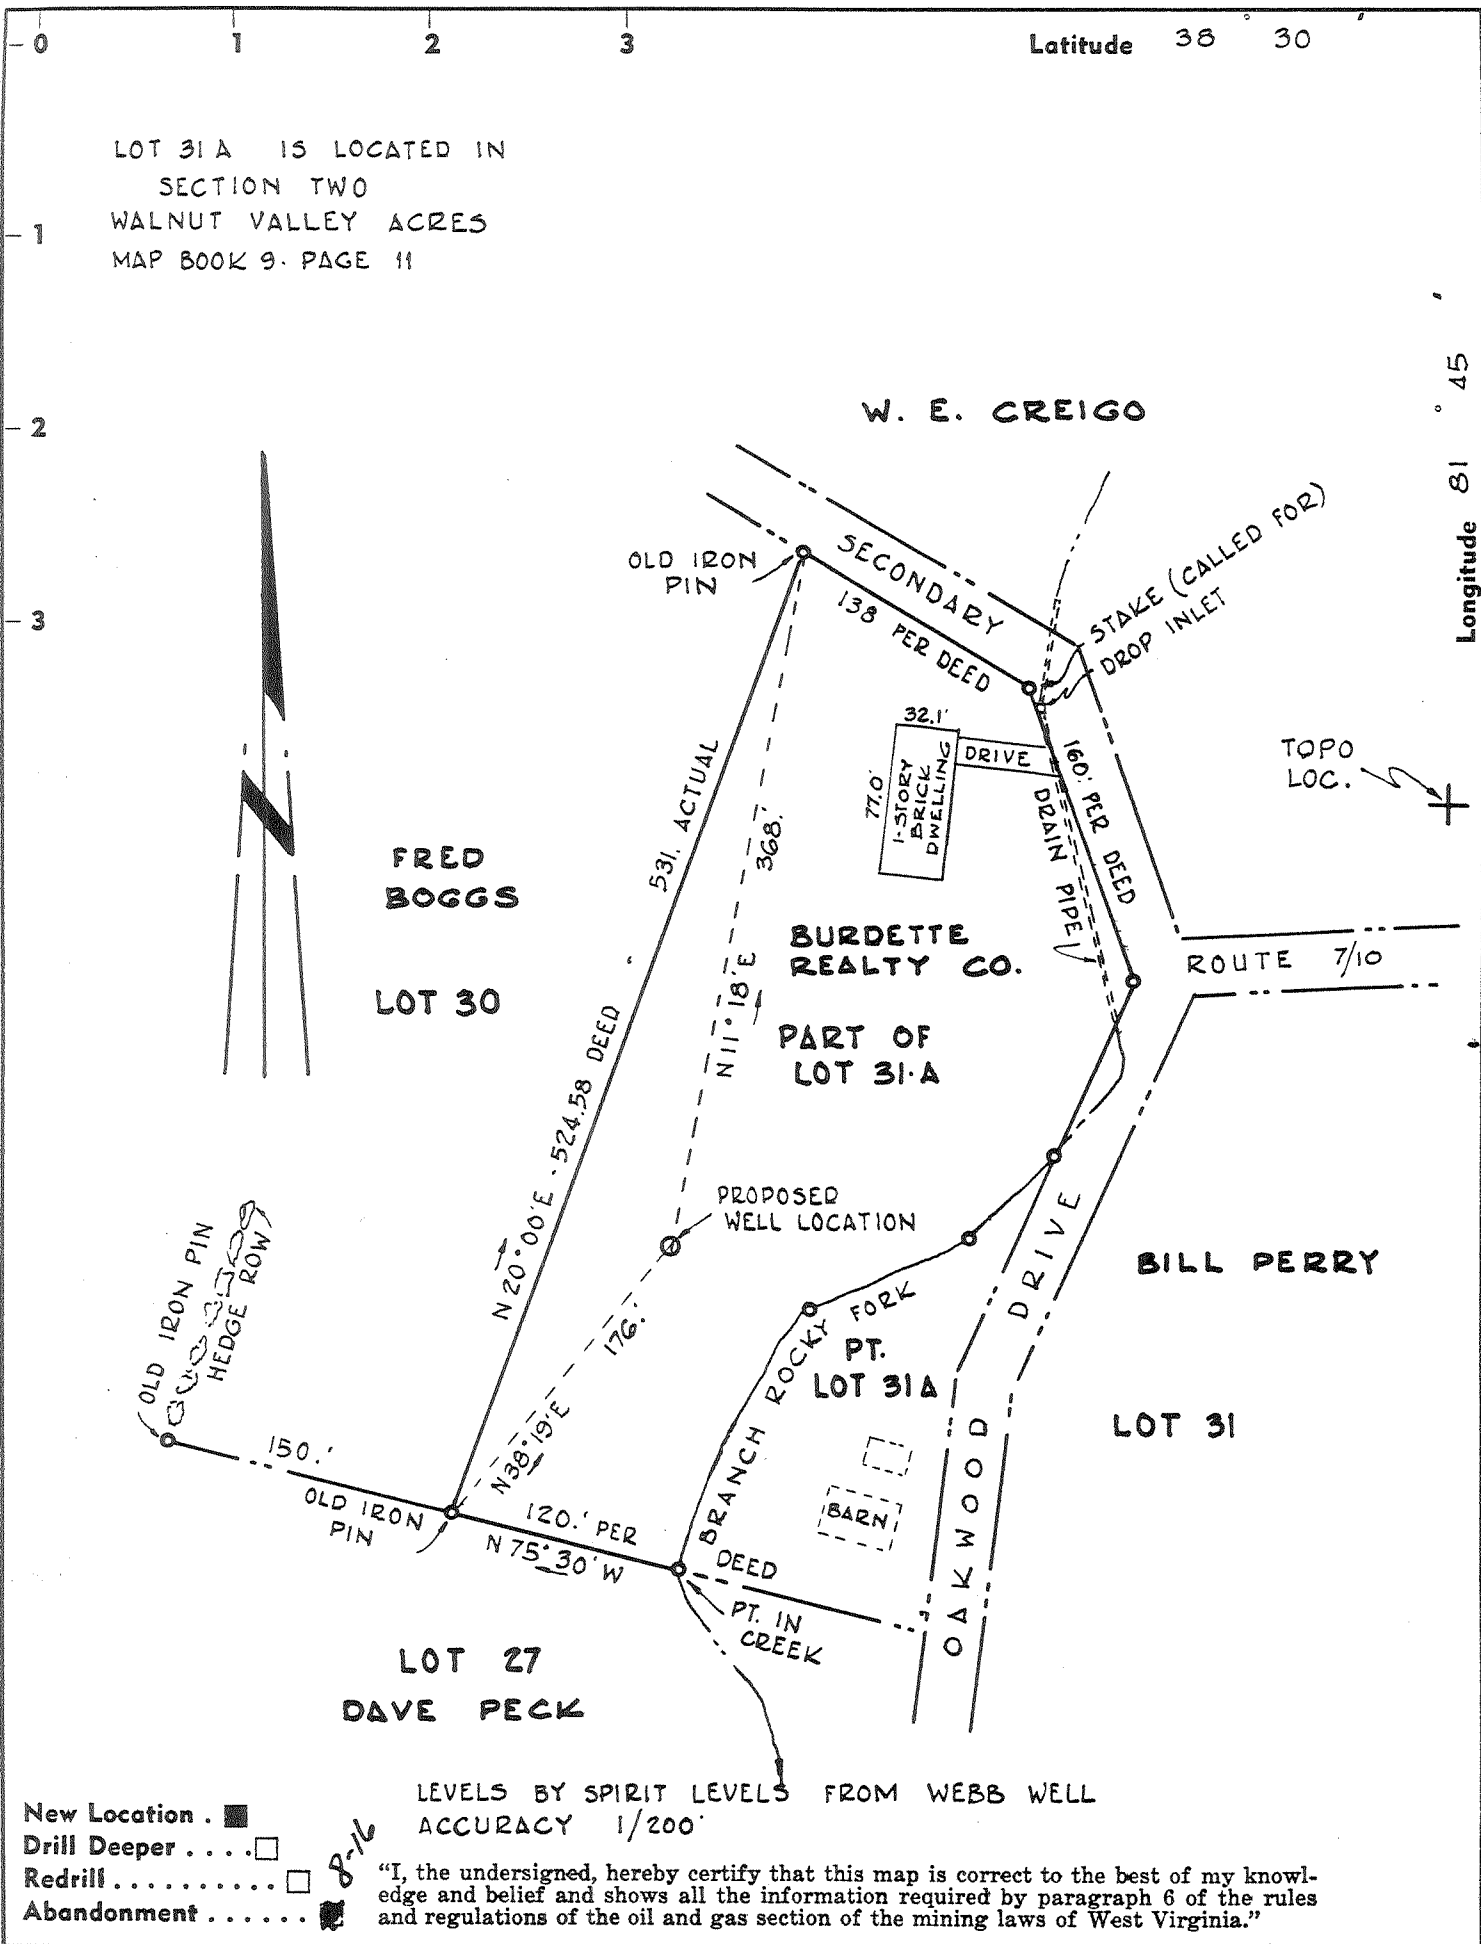 0 1 2 3 Latitude 38° 30'
LOT 31A IS LOCATED IN
SECTION TWO
WALNUT VALLEY ACRES
MAP BOOK 9. PAGE 11
1
2
3
Longitude 81° 45'
W. E. CREIGO
SECONDARY
OLD IRON
PIN
138 PER DEED
STAKE (CALLED FOR)
DROP INLET
32.1'
77.0'
1-STORY
BRICK
DWELLING
DRIVE
160' PER DEED
DRAIN PIPE
TOPO
LOC.
FRED
BOGGS
LOT 30
531. ACTUAL
N 20° 00' E - 524.58 DEED
368.'
N 11° 18' E
BURDETTE
REALTY CO.
PART OF
LOT 31-A
ROUTE 7/10
PROPOSED
WELL LOCATION
176.'
N 38° 19' E
OLD IRON PIN
HEDGE ROW
BILL PERRY
LOT 31
OAKWOOD DRIVE
BRANCH ROCKY FORK
PT.
LOT 31A
BARN
150.'
OLD IRON
PIN
120.' PER DEED
N 75° 30' W
PT. IN
CREEK
LOT 27
DAVE PECK
LEVELS BY SPIRIT LEVELS FROM WEBB WELL
ACCURACY 1/200'
New Location . ■
Drill Deeper . . . . □
Redrill . . . . . . . . . . □
Abandonment . . . . . . ■
8-16
"I, the undersigned, hereby certify that this map is correct to the best of my knowl-
edge and belief and shows all the information required by paragraph 6 of the rules
and regulations of the oil and gas section of the mining laws of West Virginia."